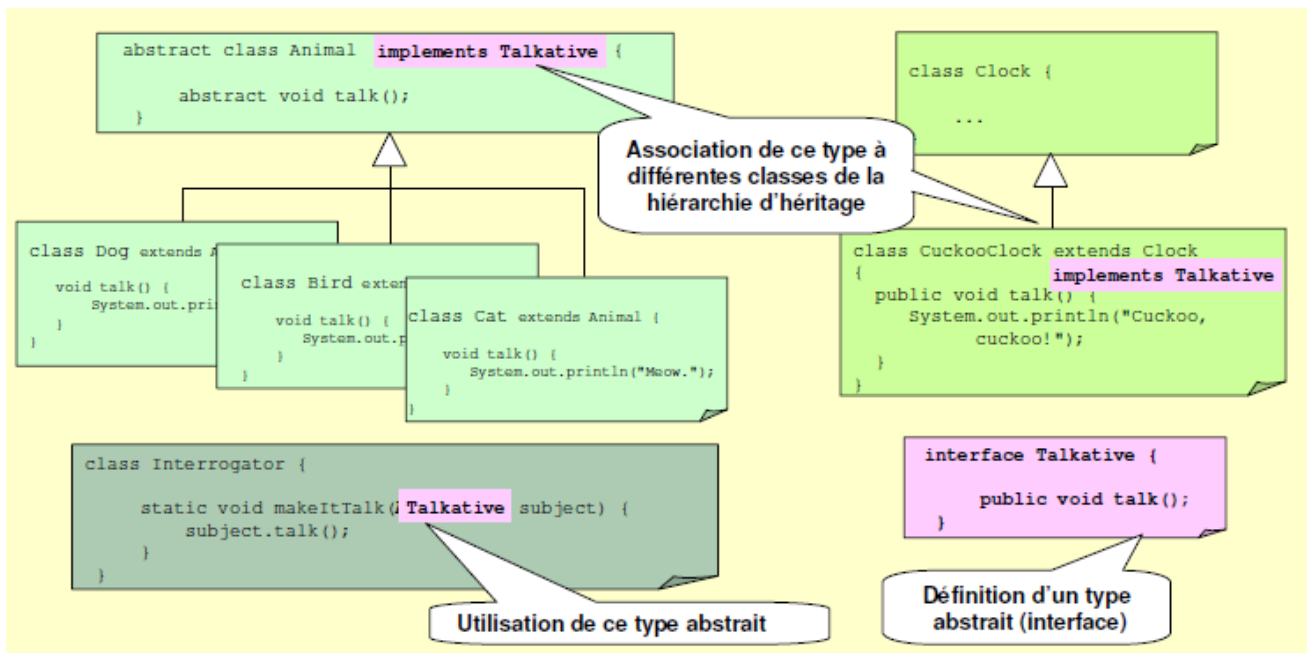 abstract class Animal implements Talkative {
abstract void talk();
}
class Clock {
...
Association de ce type à
différentes classes de la
hiérarchie d'héritage
class Dog extends A
void talk() {
System.out.pri
}
}
class Bird exten
void talk() {
System.out.p
}
}
class Cat extends Animal {
void talk() {
System.out.println("Meow.");
}
}
class CuckooClock extends Clock
{ implements Talkative
public void talk() {
System.out.println("Cuckoo,
cuckoo!");
}
}
class Interrogator {
static void makeItTalk( Talkative subject) {
subject.talk();
}
}
interface Talkative {
public void talk();
}
Utilisation de ce type abstrait
Définition d'un type
abstrait (interface)